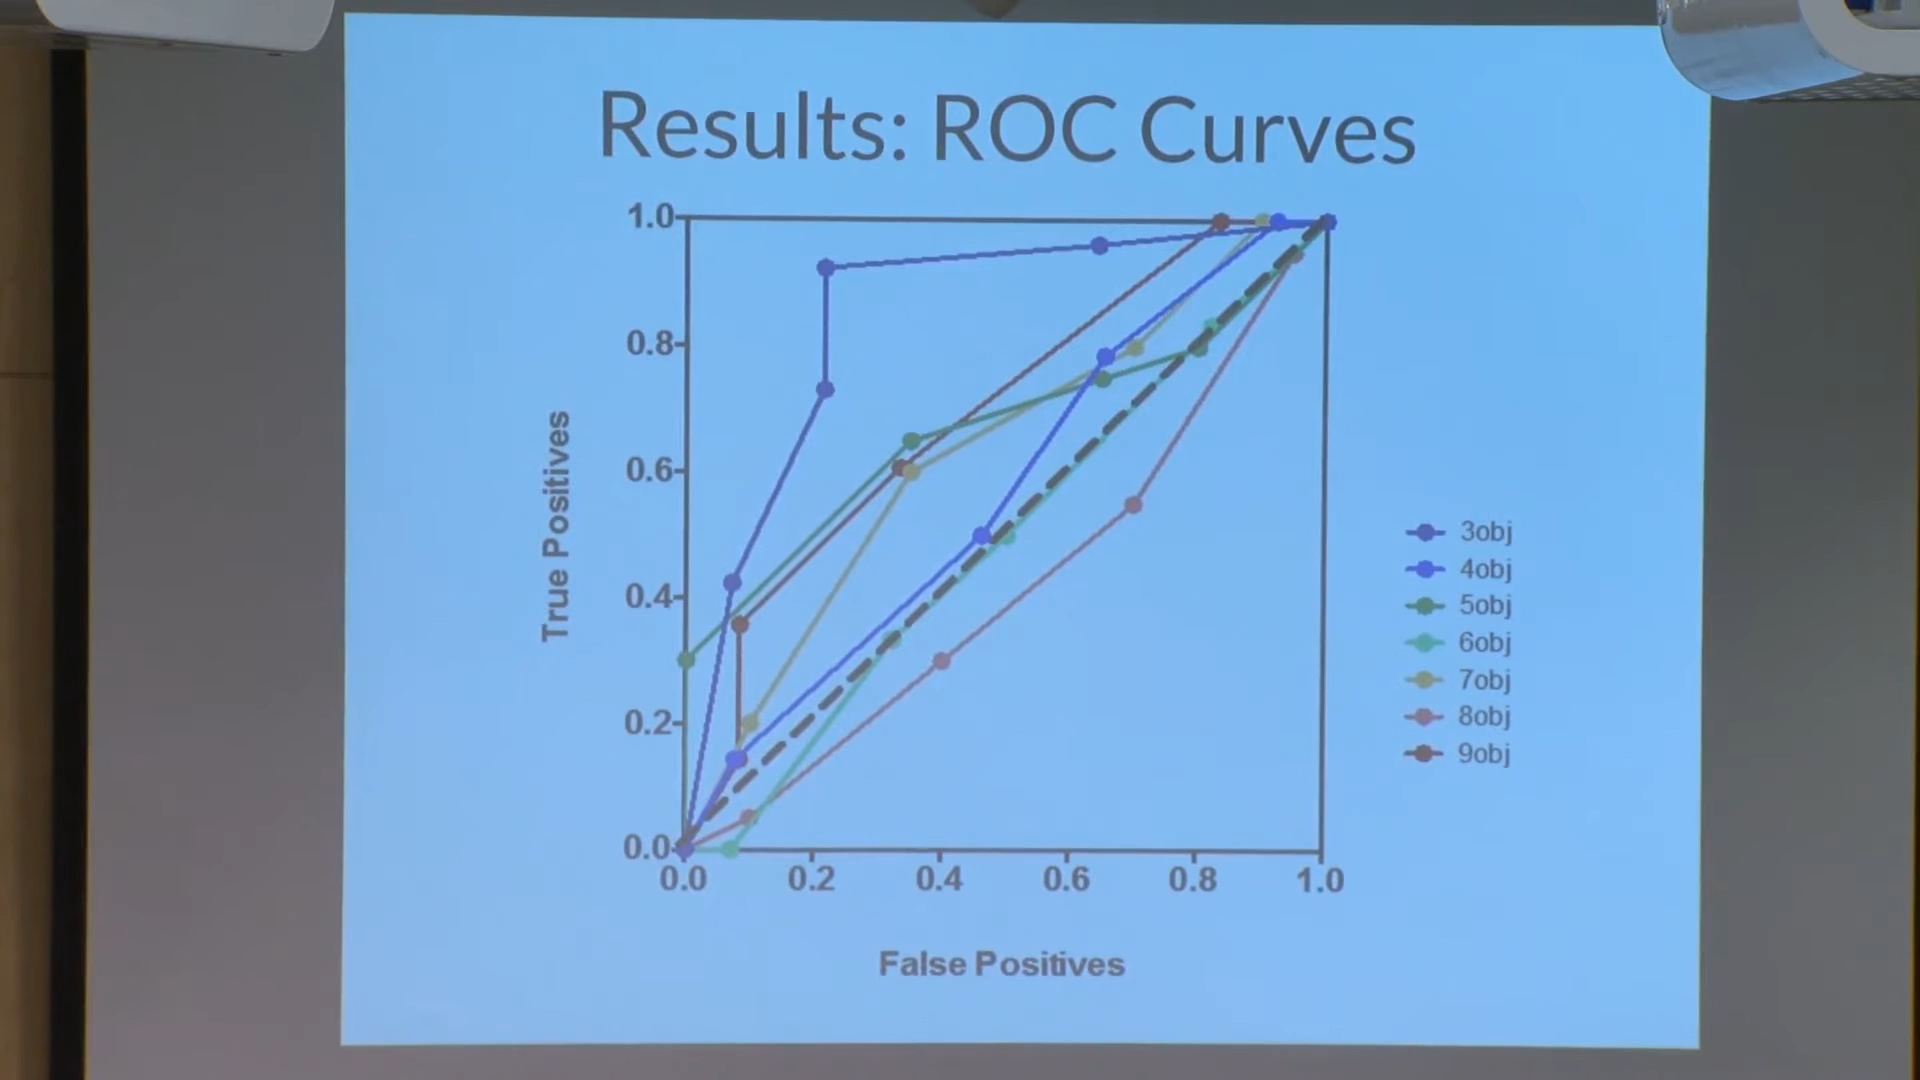 Results: ROC Curves
1.0
0.8
0.6
0.4
0.2
0.0
True Positives
0.0 0.2 0.4 0.6 0.8 1.0
False Positives
3obj
4obj
5obj
6obj
7obj
8obj
9obj